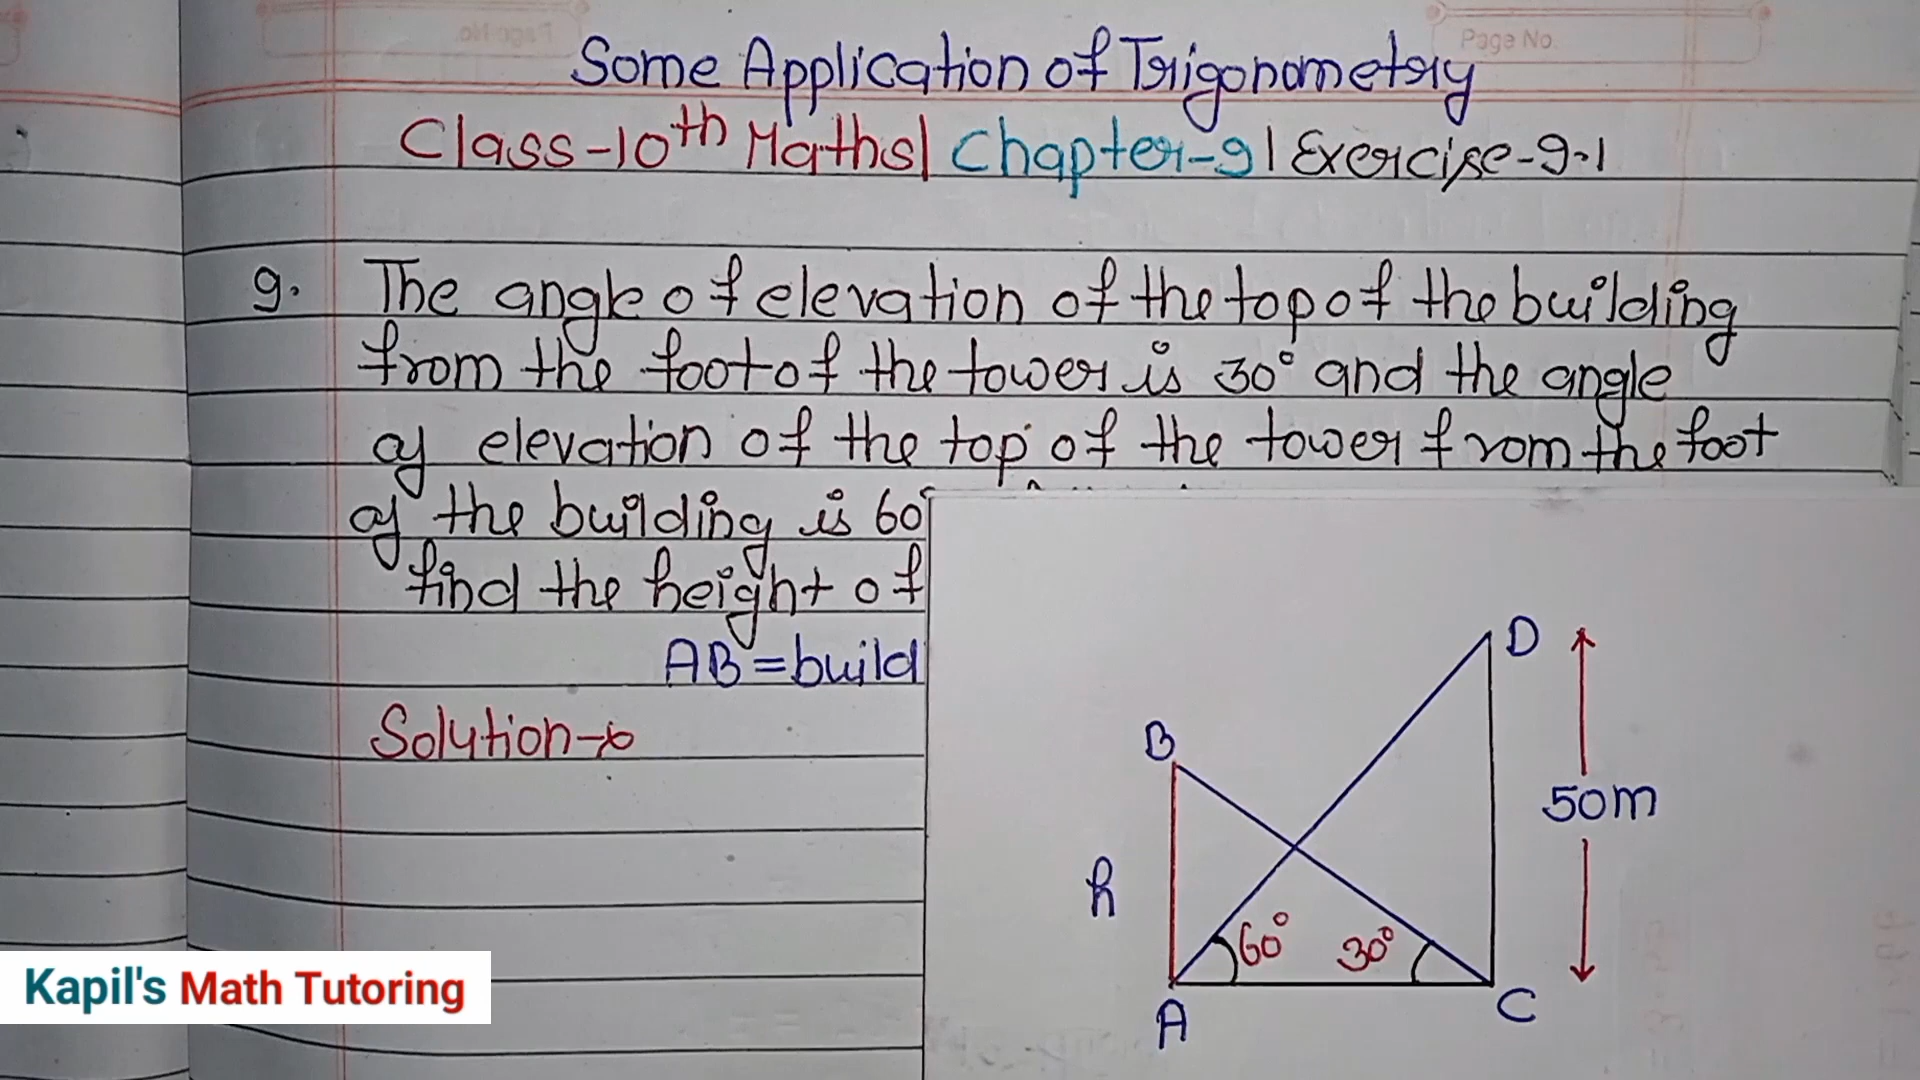 Page No.
Some Application of Trigonometry
Class-10th Maths| Chapter-9 | Exercise-9.1
9. The angle of elevation of the top of the building
from the foot of the tower is 30° and the angle
of elevation of the top of the tower from the foot
of the building is 60°
find the height of
AB = build
Solution→
D
B
50m
h
60° 30°
A C
Kapil's Math Tutoring